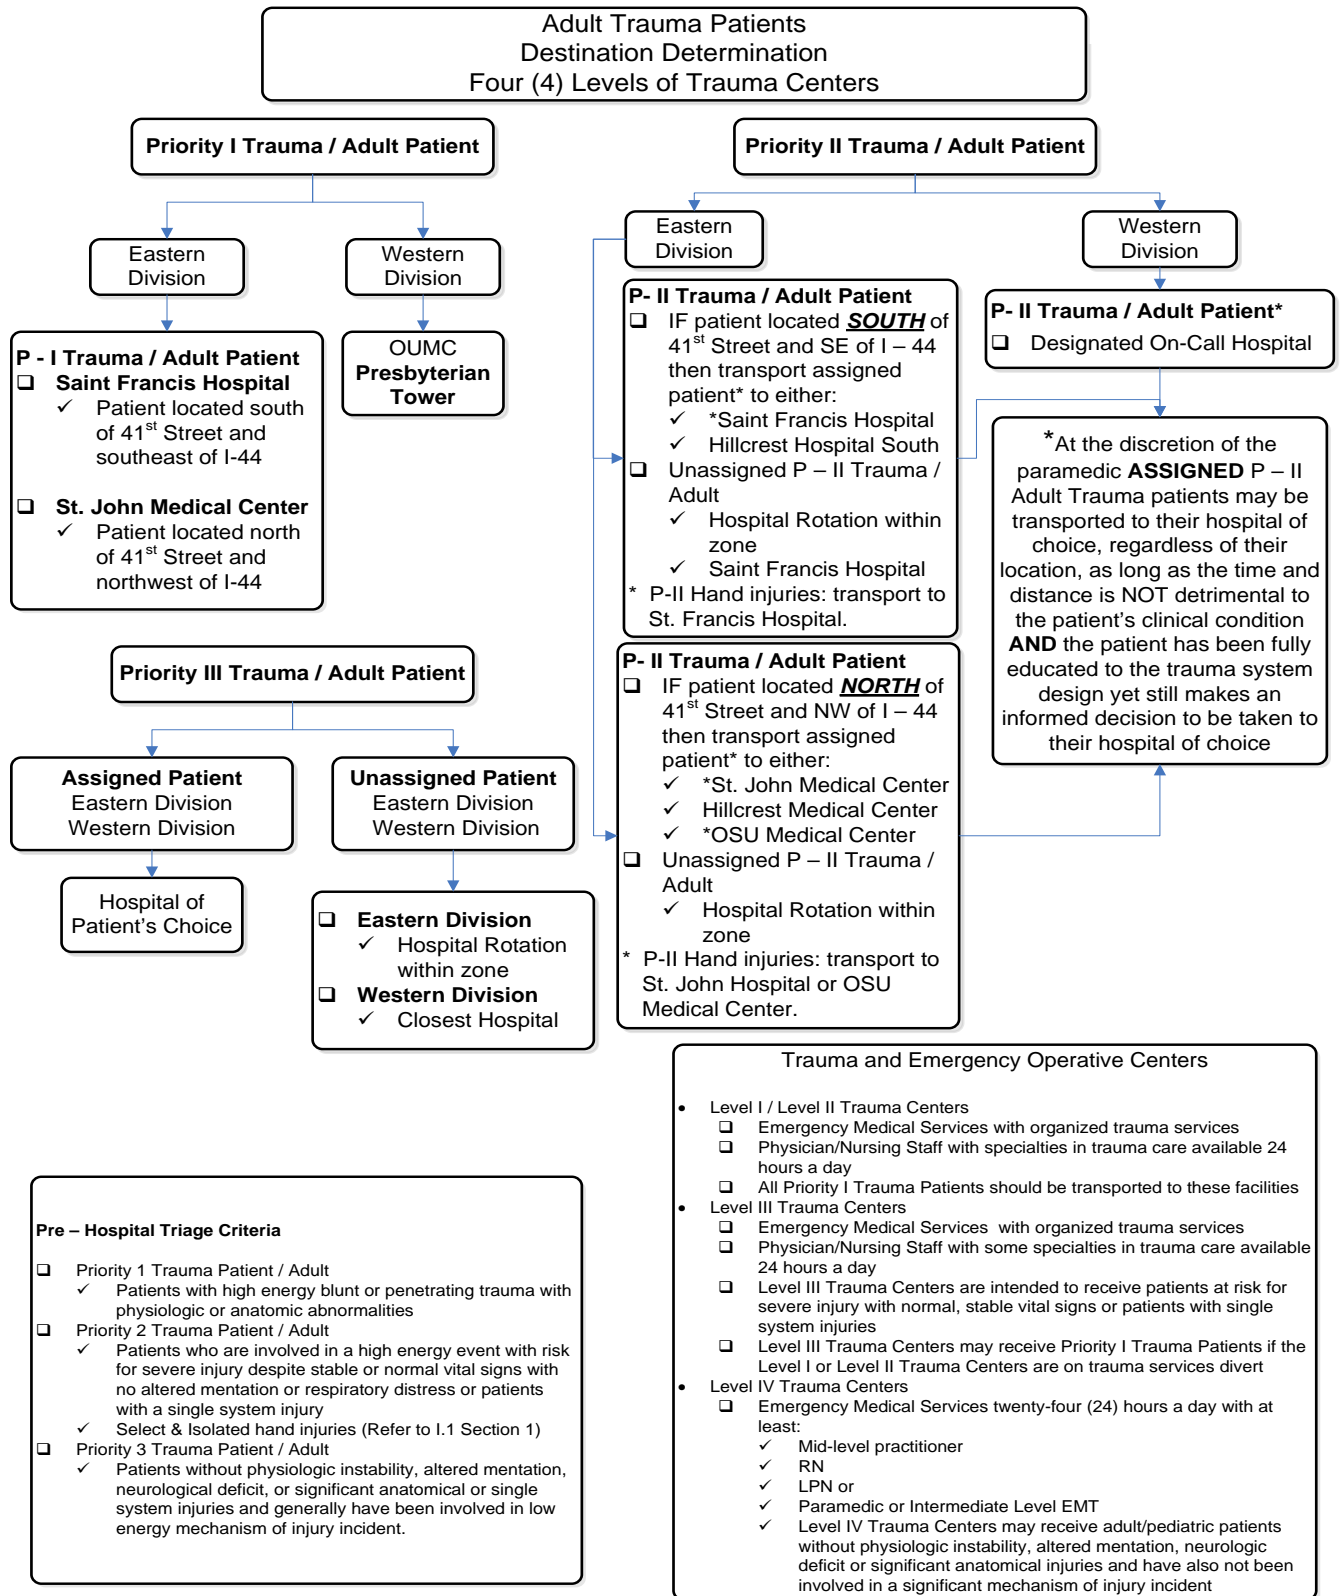 Adult Trauma Patients
Destination Determination
Four (4) Levels of Trauma Centers
Priority I Trauma / Adult Patient
Eastern
Division
Western
Division
P - I Trauma / Adult Patient
❑ Saint Francis Hospital
✓ Patient located south
of 41st Street and
southeast of I-44
❑ St. John Medical Center
✓ Patient located north
of 41st Street and
northwest of I-44
OUMC
Presbyterian
Tower
Priority II Trauma / Adult Patient
Eastern
Division
Western
Division
P- II Trauma / Adult Patient
❑ IF patient located SOUTH of
41st Street and SE of I – 44
then transport assigned
patient* to either:
✓ *Saint Francis Hospital
✓ Hillcrest Hospital South
❑ Unassigned P – II Trauma /
Adult
✓ Hospital Rotation within
zone
✓ Saint Francis Hospital
* P-II Hand injuries: transport to
St. Francis Hospital.
P- II Trauma / Adult Patient
❑ IF patient located NORTH of
41st Street and NW of I – 44
then transport assigned
patient* to either:
✓ *St. John Medical Center
✓ Hillcrest Medical Center
✓ *OSU Medical Center
❑ Unassigned P – II Trauma /
Adult
✓ Hospital Rotation within
zone
* P-II Hand injuries: transport to
St. John Hospital or OSU
Medical Center.
P- II Trauma / Adult Patient*
❑ Designated On-Call Hospital
*At the discretion of the
paramedic ASSIGNED P – II
Adult Trauma patients may be
transported to their hospital of
choice, regardless of their
location, as long as the time and
distance is NOT detrimental to
the patient’s clinical condition
AND the patient has been fully
educated to the trauma system
design yet still makes an
informed decision to be taken to
their hospital of choice
Priority III Trauma / Adult Patient
Assigned Patient
Eastern Division
Western Division
Hospital of
Patient’s Choice
Unassigned Patient
Eastern Division
Western Division
❑ Eastern Division
✓ Hospital Rotation
within zone
❑ Western Division
✓ Closest Hospital
Pre – Hospital Triage Criteria
❑ Priority 1 Trauma Patient / Adult
✓ Patients with high energy blunt or penetrating trauma with
physiologic or anatomic abnormalities
❑ Priority 2 Trauma Patient / Adult
✓ Patients who are involved in a high energy event with risk
for severe injury despite stable or normal vital signs with
no altered mentation or respiratory distress or patients
with a single system injury
✓ Select & Isolated hand injuries (Refer to I.1 Section 1)
❑ Priority 3 Trauma Patient / Adult
✓ Patients without physiologic instability, altered mentation,
neurological deficit, or significant anatomical or single
system injuries and generally have been involved in low
energy mechanism of injury incident.
Trauma and Emergency Operative Centers
• Level I / Level II Trauma Centers
❑ Emergency Medical Services with organized trauma services
❑ Physician/Nursing Staff with specialties in trauma care available 24
hours a day
❑ All Priority I Trauma Patients should be transported to these facilities
• Level III Trauma Centers
❑ Emergency Medical Services with organized trauma services
❑ Physician/Nursing Staff with some specialties in trauma care available
24 hours a day
❑ Level III Trauma Centers are intended to receive patients at risk for
severe injury with normal, stable vital signs or patients with single
system injuries
❑ Level III Trauma Centers may receive Priority I Trauma Patients if the
Level I or Level II Trauma Centers are on trauma services divert
• Level IV Trauma Centers
❑ Emergency Medical Services twenty-four (24) hours a day with at
least:
✓ Mid-level practitioner
✓ RN
✓ LPN or
✓ Paramedic or Intermediate Level EMT
✓ Level IV Trauma Centers may receive adult/pediatric patients
without physiologic instability, altered mentation, neurologic
deficit or significant anatomical injuries and have also not been
involved in a significant mechanism of injury incident